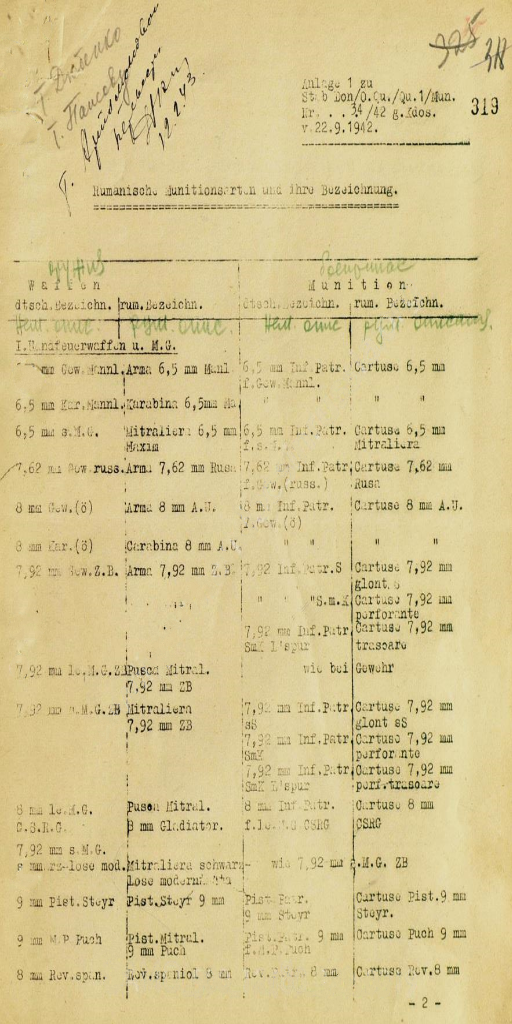 325 318
319
Anlage 1 zu
Stab Don/O.Qu./Qu.1/Mun.
Nr. . . 34 /42 g.Kdos.
v.22.9.1942.
12.2.43.
Rumanische Munitionsarten und ihre Bezeichnung.
Waffen Munition
dtsch.Bezeichn. rum.Bezeichn. dtsch.Bezeichn. rum. Bezeichn.
I.Handfeuerwaffen u. M.G.
mm Gew.Mannl. Arma 6,5 mm Manl. 6,5 mm Inf.Patr. Cartuse 6,5 mm
f.Gew.Mannl.
6,5 mm Kar.Mannl. Karabina 6,5mm Ma " " " "
6,5 mm s.M.G. Mitraliera 6,5 mm 6,5 mm Inf.Patr. Cartuse 6,5 mm
Maxim Mitraliera
7,62 mm Gew.russ. Arma 7,62 mm Rusa 7,62 mm Inf.Patr. Cartuse 7,62 mm
f.Gew.(russ.) Rusa
8 mm Gew.(ö) Arma 8 mm A.U. 8 mm Inf.Patr. Cartuse 8 mm A.U.
f.Gew.(ö)
8 mm Kar.(ö) Carabina 8 mm A.U. " " " "
7,92 mm Gew.Z.B. Arma 7,92 mm Z.B. 7,92 Inf.Patr.S Cartuse 7,92 mm
glont s
" " "S.m.K Cartuse 7,92 mm
perforante
7,92 mm Inf.Patr. Cartuse 7,92 mm
SmK L'spur trasoare
7,92 mm le.M.G.ZB Pusca Mitral. wie bei Gewehr
7,92 mm ZB
7,92 mm s.M.G.ZB Mitraliera 7,92 mm Inf.Patr. Cartuse 7,92 mm
7,92 mm ZB sS glont sS
7,92 mm Inf.Patr. Cartuse 7,92 mm
SmK perforante
7,92 mm Inf.Patr. Cartuse 7,92 mm
SmK L'spur perf.trasoare
8 mm le.M.G. Pusca Mitral. 8 mm Inf.Patr. Cartuse 8 mm
C.S.R.G. 8 mm Gladiator. f.le.MG CSRG CSRG
7,92 mm s.M.G.
mod. Mitraliera schwarz- wie 7,92 mm s.M.G. ZB
lose
9 mm Pist.Steyr Pist.Steyr 9 mm Pist.Patr. Cartuse Pist.9 mm
9 mm Steyr Steyr.
9 mm M.P.Puch Pist.Mitral. Pist.Patr. 9 mm Cartuse Puch 9 mm
9 mm Puch f.M.P.Puch
8 mm Rev.span. Rev.spaniol 8 mm Rev.Patr. 8 mm Cartuse Rev.8 mm
- 2 -